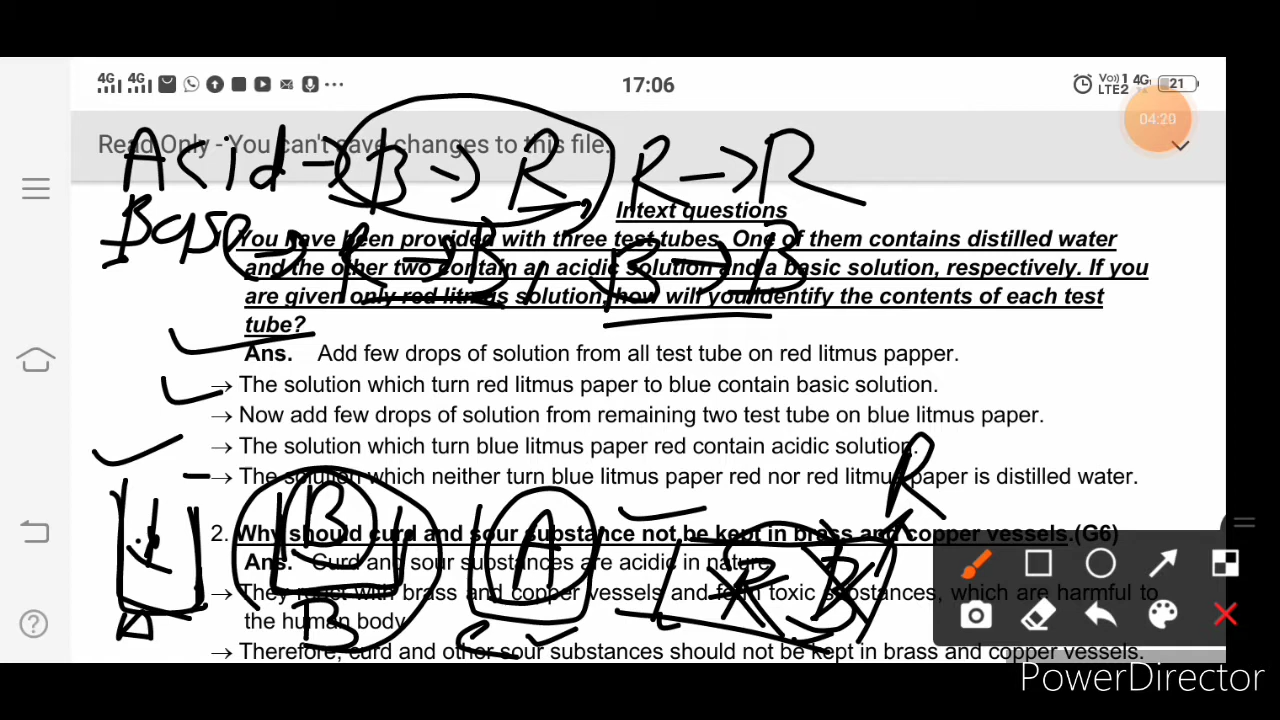 4G 4G ... 17:06 Vo)) 1 4G LTE2 21
04:20
Read Only - You can't save changes to this file.
Acid → B → R, R → R
Intext questions
Base → R → B, B → B
1. You have been provided with three test tubes. One of them contains distilled water
and the other two contain an acidic solution and a basic solution, respectively. If you
are given only red litmus solution, how will you identify the contents of each test
tube?
Ans. Add few drops of solution from all test tube on red litmus papper.
→ The solution which turn red litmus paper to blue contain basic solution.
→ Now add few drops of solution from remaining two test tube on blue litmus paper.
→ The solution which turn blue litmus paper red contain acidic solution.
→ The solution which neither turn blue litmus paper red nor red litmus paper is distilled water.
R
B A
2. Why should curd and sour substance not be kept in brass and copper vessels.(G6)
Ans. Curd and sour substances are acidic in nature.
R B
→ They react with brass and copper vessels and form toxic substances, which are harmful to
the human body.
B
→ Therefore, curd and other sour substances should not be kept in brass and copper vessels.
PowerDirector